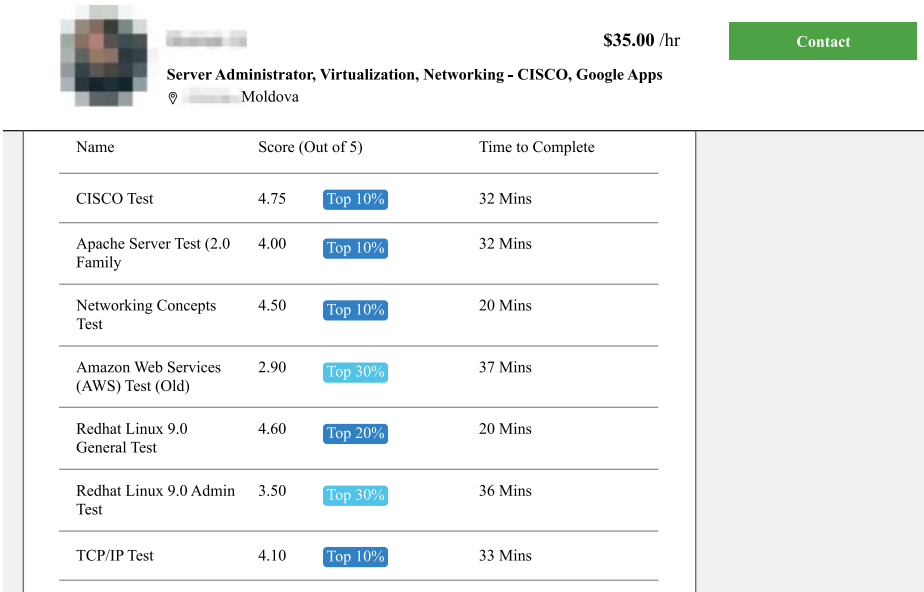 $35.00 /hr
Contact
Server Administrator, Virtualization, Networking - CISCO, Google Apps
Moldova
Name Score (Out of 5) Time to Complete
CISCO Test 4.75 Top 10% 32 Mins
Apache Server Test (2.0 4.00 Top 10% 32 Mins
Family
Networking Concepts 4.50 Top 10% 20 Mins
Test
Amazon Web Services 2.90 Top 30% 37 Mins
(AWS) Test (Old)
Redhat Linux 9.0 4.60 Top 20% 20 Mins
General Test
Redhat Linux 9.0 Admin 3.50 Top 30% 36 Mins
Test
TCP/IP Test 4.10 Top 10% 33 Mins